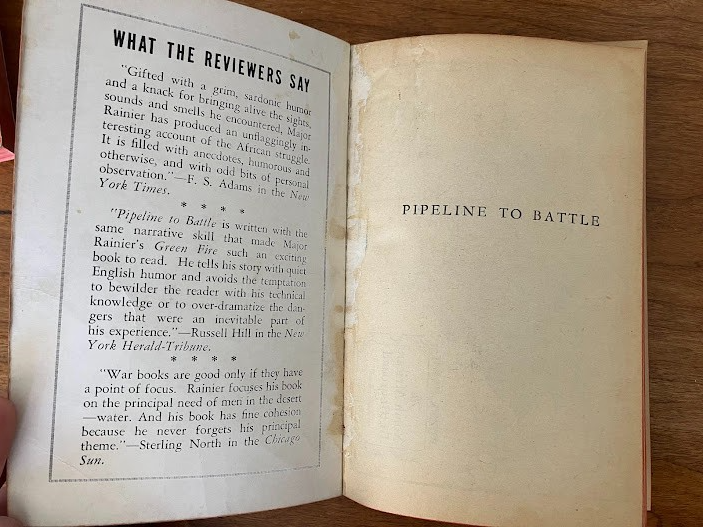 WHAT THE REVIEWERS SAY
"Gifted with a grim, sardonic humor
and a knack for bringing alive the sights,
sounds and smells he encountered, Major
Rainier has produced an unflaggingly in-
teresting account of the African struggle.
It is filled with anecdotes, humorous and
otherwise, and with odd bits of personal
observation."—F. S. Adams in the New
York Times.
* * * *
"Pipeline to Battle is written with the
same narrative skill that made Major
Rainier's Green Fire such an exciting
book to read. He tells his story with quiet
English humor and avoids the temptation
to bewilder the reader with his technical
knowledge or to over-dramatize the dan-
gers that were an inevitable part of
his experience."—Russell Hill in the New
York Herald-Tribune.
* * * *
"War books are good only if they have
a point of focus. Rainier focuses his book
on the principal need of men in the desert
—water. And his book has fine cohesion
because he never forgets his principal
theme."—Sterling North in the Chicago
Sun.
PIPELINE TO BATTLE